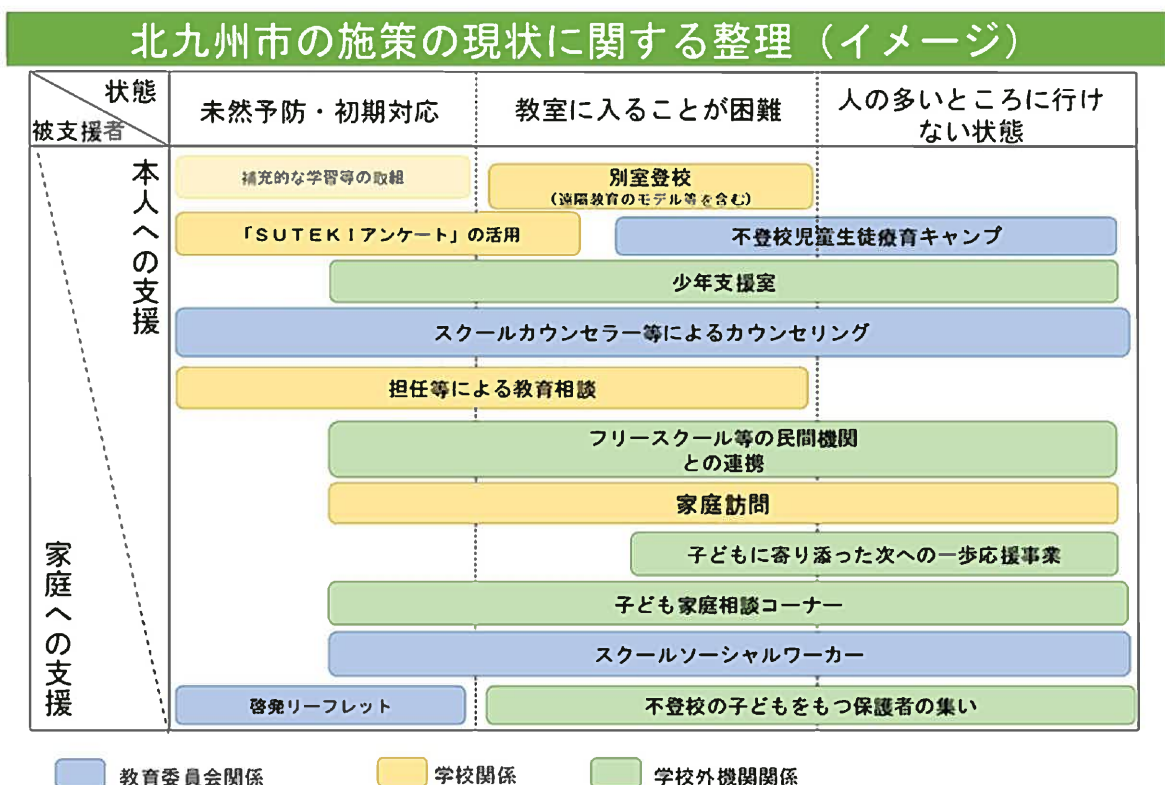 北九州市の施策の現状に関する整理（イメージ）
状態
被支援者
未然予防・初期対応
教室に入ることが困難
人の多いところに行け
ない状態
本人への支援
家庭への支援
補充的な学習等の取組
別室登校
（遠隔教育のモデル等を含む）
「ＳＵＴＥＫＩアンケート」の活用
不登校児童生徒療育キャンプ
少年支援室
スクールカウンセラー等によるカウンセリング
担任等による教育相談
フリースクール等の民間機関
との連携
家庭訪問
子どもに寄り添った次への一歩応援事業
子ども家庭相談コーナー
スクールソーシャルワーカー
啓発リーフレット
不登校の子どもをもつ保護者の集い
教育委員会関係
学校関係
学校外機関関係